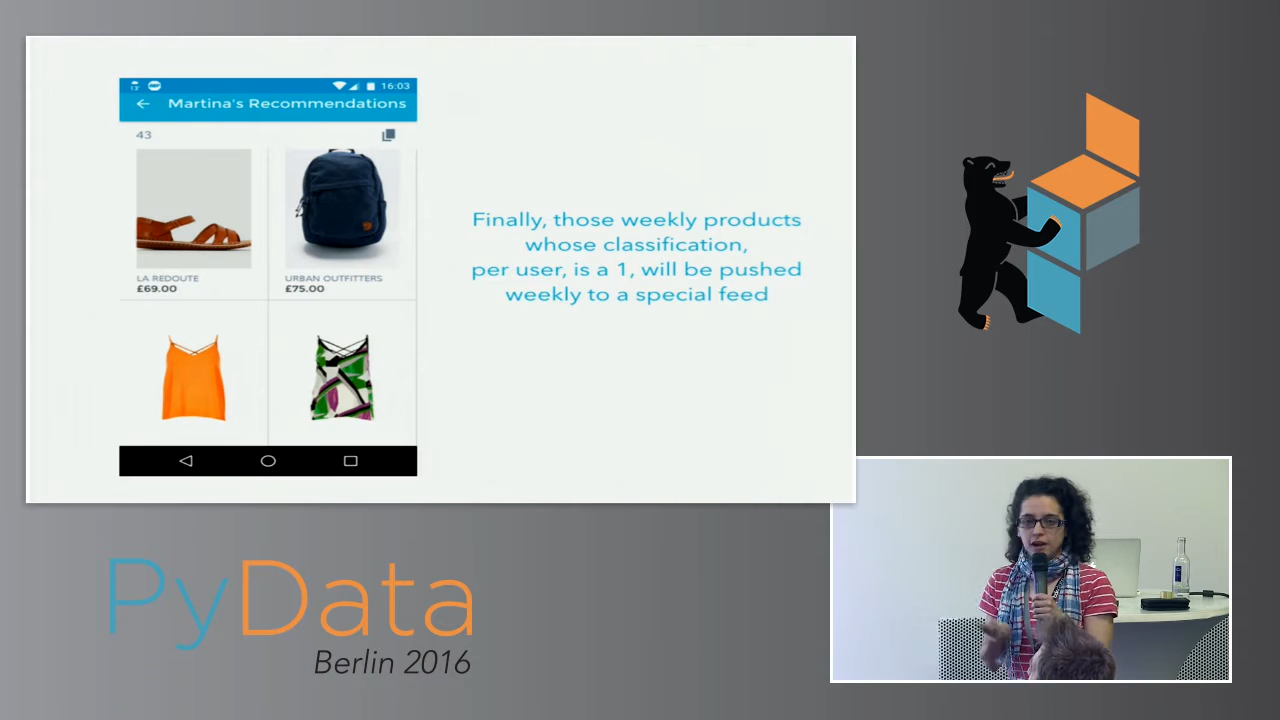 16:03
Martina's Recommendations
43
LA REDOUTE
£69.00
URBAN OUTFITTERS
£75.00
Finally, those weekly products
whose classification,
per user, is a 1, will be pushed
weekly to a special feed
PyData
Berlin 2016